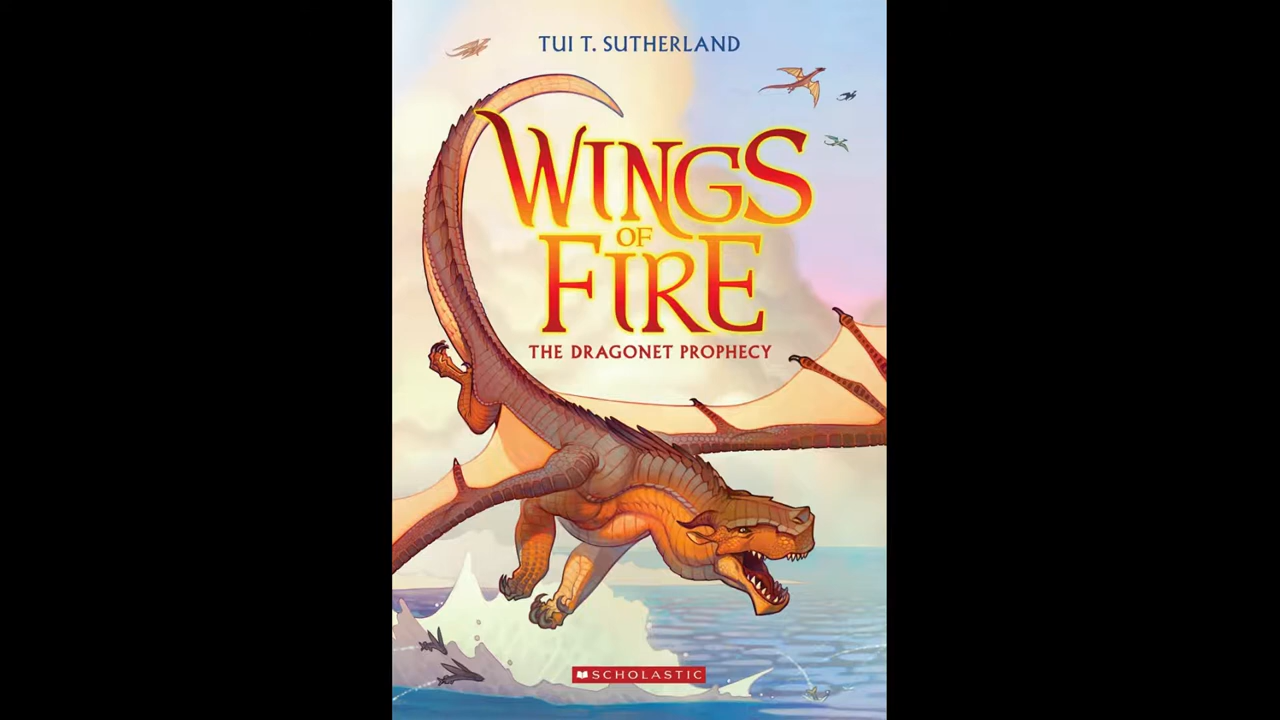 TUI T. SUTHERLAND
WINGS
OF
FIRE
THE DRAGONET PROPHECY
SCHOLASTIC